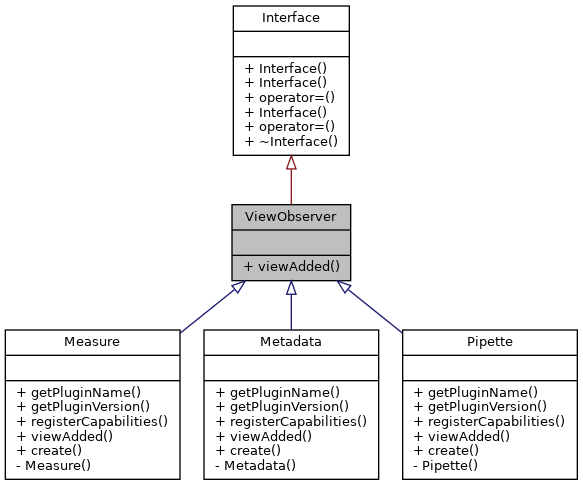 Interface
+ Interface()
+ Interface()
+ operator=()
+ Interface()
+ operator=()
+ ~Interface()
ViewObserver
+ viewAdded()
Measure
+ getPluginName()
+ getPluginVersion()
+ registerCapabilities()
+ viewAdded()
+ create()
- Measure()
Metadata
+ getPluginName()
+ getPluginVersion()
+ registerCapabilities()
+ viewAdded()
+ create()
- Metadata()
Pipette
+ getPluginName()
+ getPluginVersion()
+ registerCapabilities()
+ viewAdded()
+ create()
- Pipette()